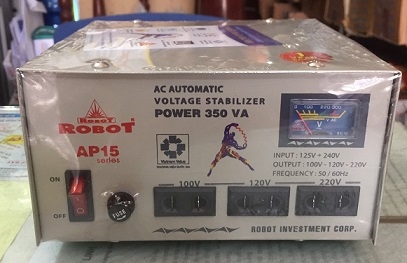 ROBOT
ROBOT
AP15
series
AC AUTOMATIC
VOLTAGE STABILIZER
POWER 350 VA
V
INPUT : 125V ÷ 240V
OUTPUT : 100V - 120V - 220V
FREQUENCY : 50 / 60Hz
ON
OFF
FUSE
100V
120V
220V
ROBOT INVESTMENT CORP.